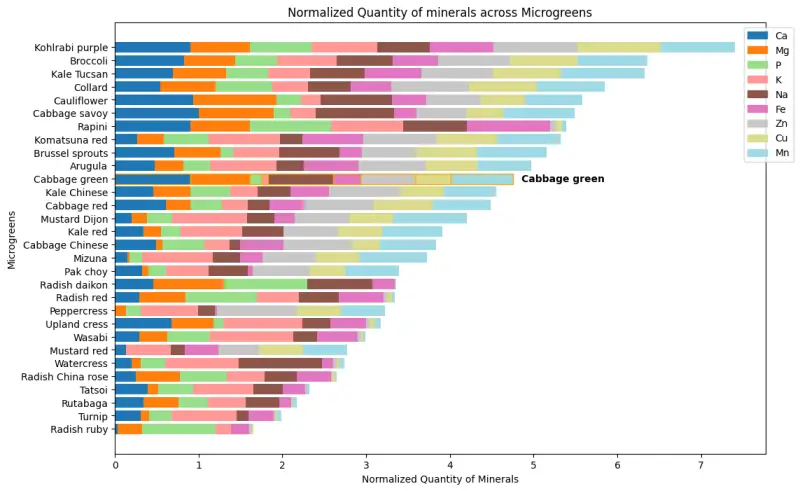 Normalized Quantity of minerals across Microgreens
Kohlrabi purple
Broccoli
Kale Tucsan
Collard
Cauliflower
Cabbage savoy
Rapini
Komatsuna red
Brussel sprouts
Arugula
Cabbage green
Kale Chinese
Cabbage red
Mustard Dijon
Kale red
Cabbage Chinese
Mizuna
Pak choy
Radish daikon
Radish red
Peppercress
Upland cress
Wasabi
Mustard red
Watercress
Radish China rose
Tatsoi
Rutabaga
Turnip
Radish ruby
Microgreens
Cabbage green
Ca
Mg
P
K
Na
Fe
Zn
Cu
Mn
0 1 2 3 4 5 6 7
Normalized Quantity of Minerals